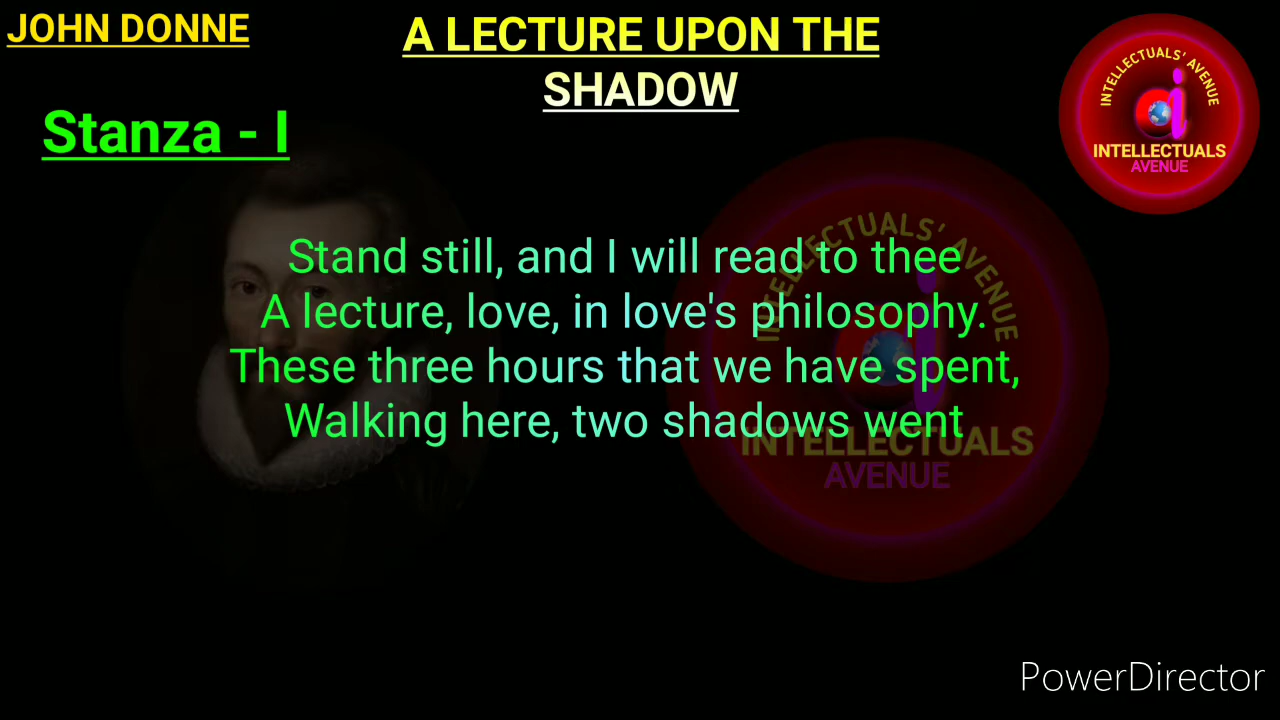 JOHN DONNE
A LECTURE UPON THE
SHADOW
INTELLECTUALS' AVENUE
INTELLECTUALS
AVENUE
Stanza - I
Stand still, and I will read to thee
A lecture, love, in love's philosophy.
These three hours that we have spent,
Walking here, two shadows went
INTELLECTUALS' AVENUE
INTELLECTUALS
AVENUE
PowerDirector